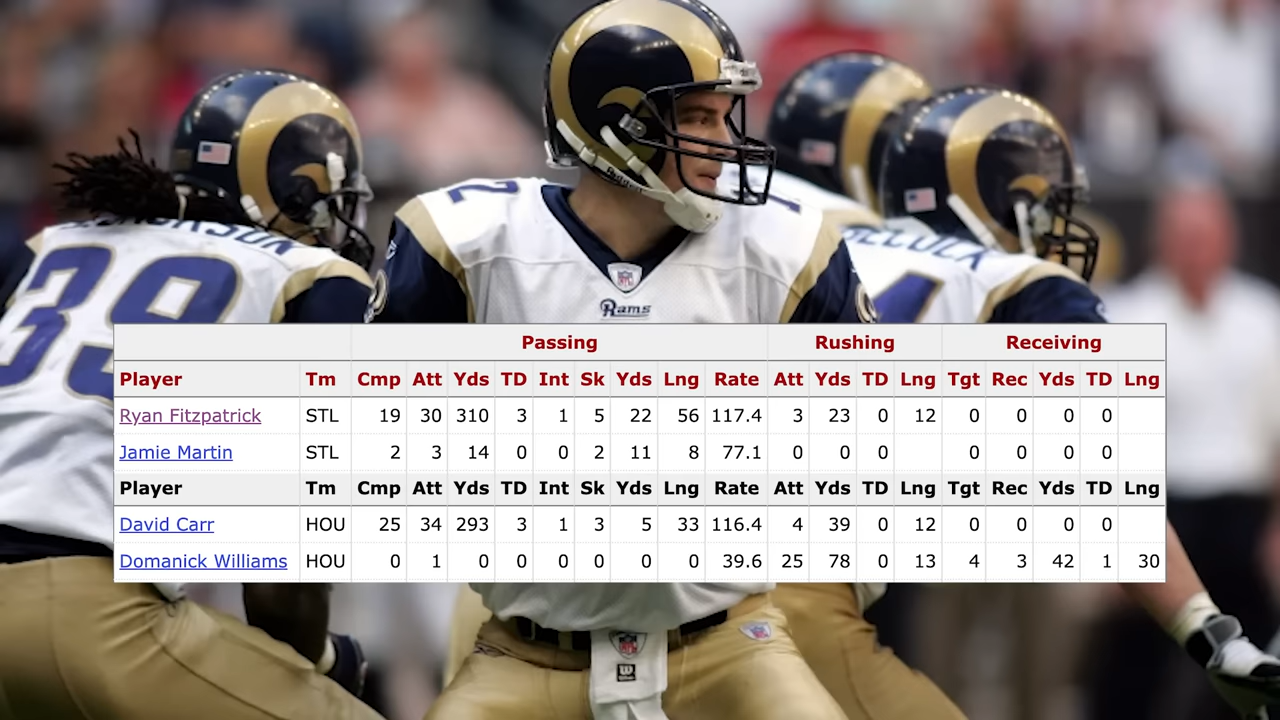 2 1
39
Rams
NFL
Passing Rushing Receiving
Player Tm Cmp Att Yds TD Int Sk Yds Lng Rate Att Yds TD Lng Tgt Rec Yds TD Lng
Ryan Fitzpatrick STL 19 30 310 3 1 5 22 56 117.4 3 23 0 12 0 0 0 0
Jamie Martin STL 2 3 14 0 0 2 11 8 77.1 0 0 0 0 0 0 0 0
Player Tm Cmp Att Yds TD Int Sk Yds Lng Rate Att Yds TD Lng Tgt Rec Yds TD Lng
David Carr HOU 25 34 293 3 1 3 5 33 116.4 4 39 0 12 0 0 0 0
Domanick Williams HOU 0 1 0 0 0 0 0 0 39.6 25 78 0 13 4 3 42 1 30
NFL
W